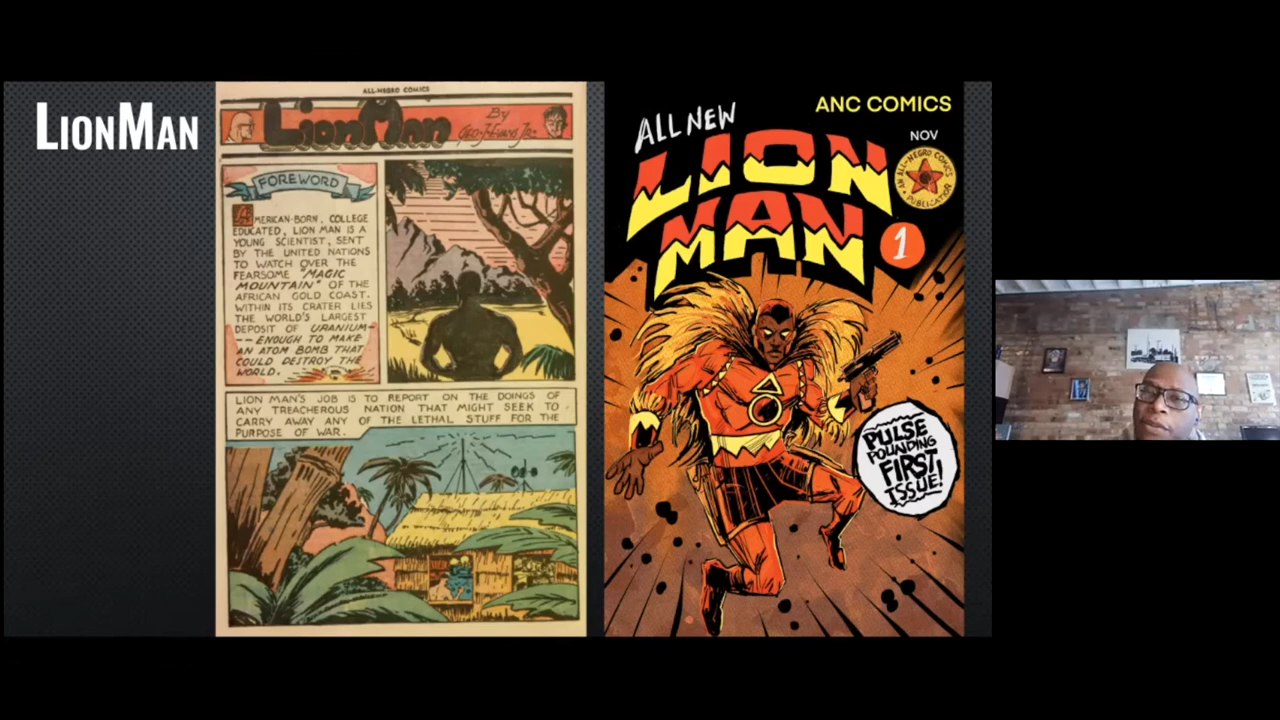 LIONMAN
ALL-NEGRO COMICS
Lion Man
By
Geo. J. Evans Jr.
FOREWORD
AMERICAN-BORN, COLLEGE
EDUCATED, LION MAN IS A
YOUNG SCIENTIST, SENT
BY THE UNITED NATIONS
TO WATCH OVER THE
FEARSOME "MAGIC
MOUNTAIN" OF THE
AFRICAN GOLD COAST.
WITHIN ITS CRATER LIES
THE WORLD'S LARGEST
DEPOSIT OF URANIUM—
--ENOUGH TO MAKE
AN ATOM BOMB THAT
COULD DESTROY THE
WORLD.
LION MAN'S JOB IS TO REPORT ON THE DOINGS OF
ANY TREACHEROUS NATION THAT MIGHT SEEK TO
CARRY AWAY ANY OF THE LETHAL STUFF FOR THE
PURPOSE OF WAR.
ANC COMICS
ALL NEW
LION
MAN
NOV
AN ALL-NEGRO COMICS
PUBLICATION
1
PULSE
POUNDING
FIRST
ISSUE!